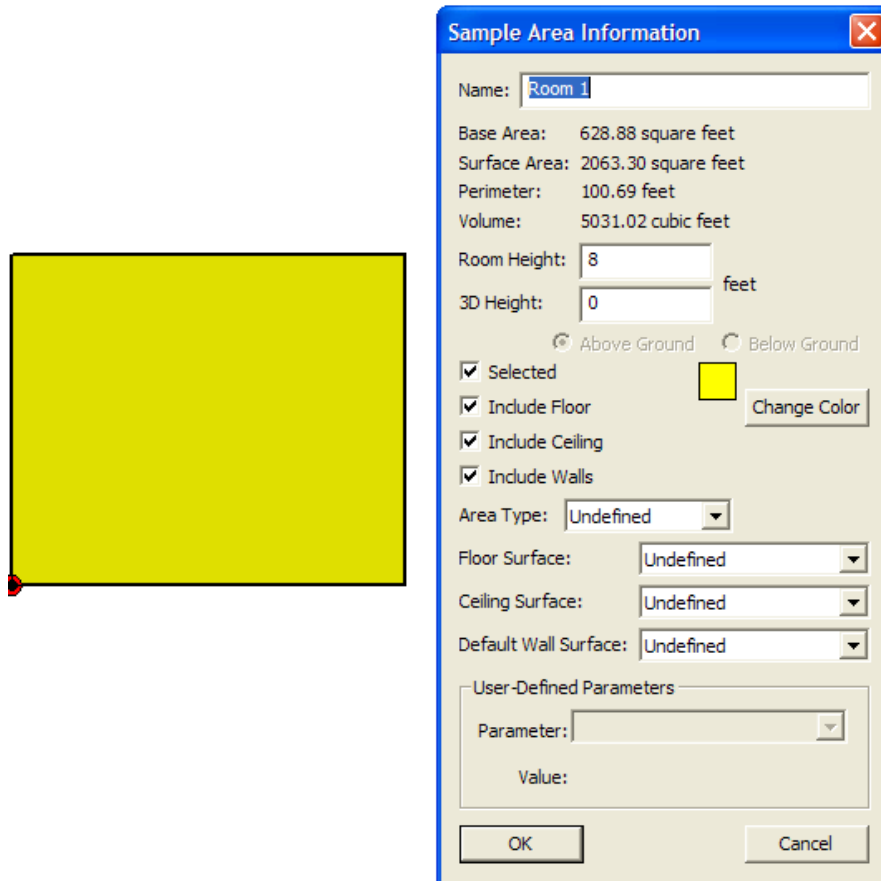 Sample Area Information
Name: Room 1
Base Area: 628.88 square feet
Surface Area: 2063.30 square feet
Perimeter: 100.69 feet
Volume: 5031.02 cubic feet
Room Height: 8
feet
3D Height: 0
Above Ground Below Ground
Selected
Include Floor Change Color
Include Ceiling
Include Walls
Area Type: Undefined
Floor Surface: Undefined
Ceiling Surface: Undefined
Default Wall Surface: Undefined
User-Defined Parameters
Parameter:
Value:
OK Cancel